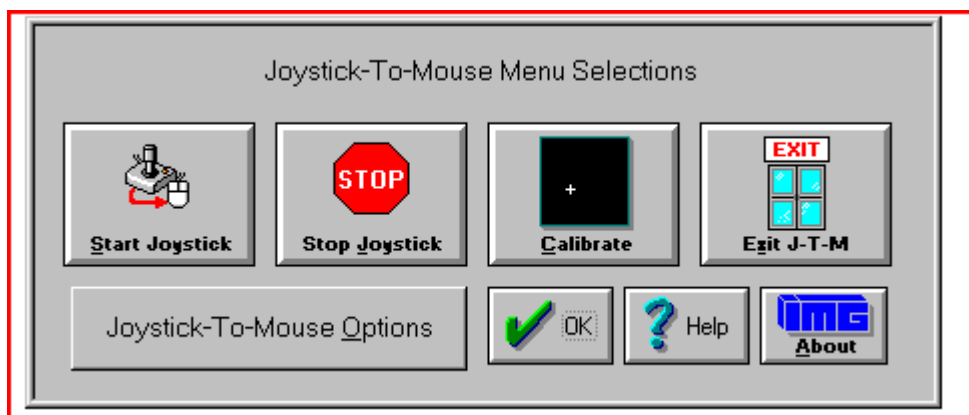 Joystick-To-Mouse Menu Selections
STOP
EXIT
Start Joystick
Stop Joystick
Calibrate
Exit J-T-M
Joystick-To-Mouse Options
OK
Help
IMG
About